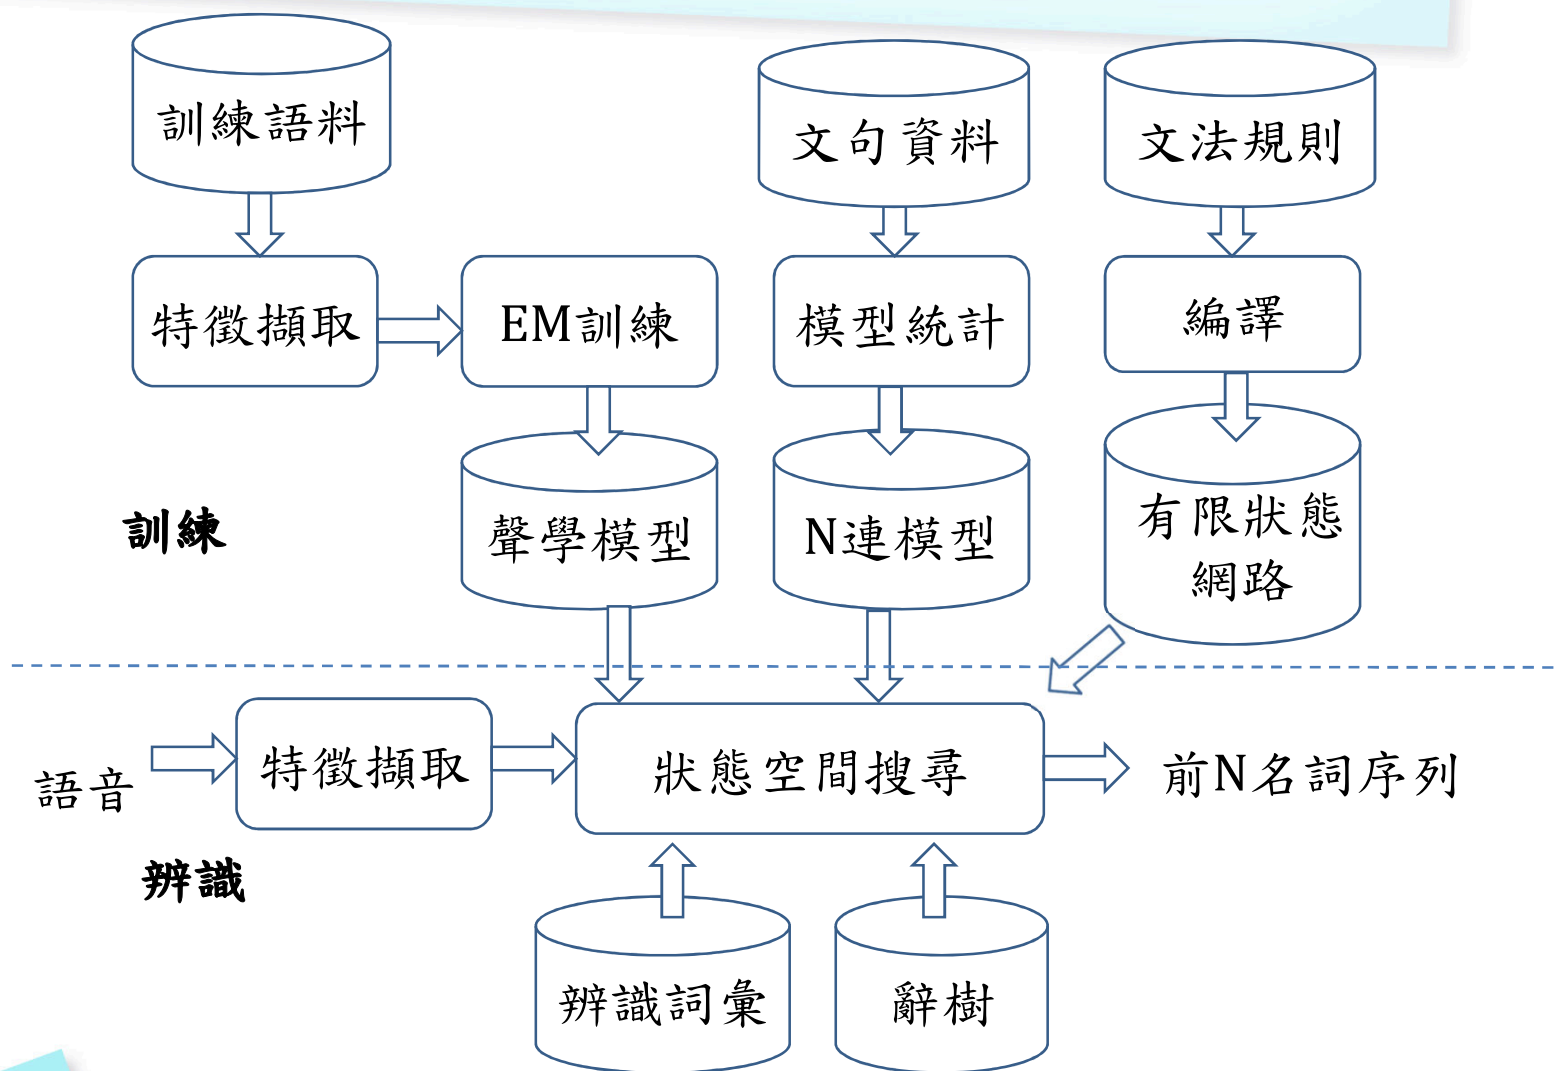 訓練語料
文句資料
文法規則
特徵擷取
EM訓練
模型統計
編譯
聲學模型
N連模型
有限狀態
網路
訓練
語音
特徵擷取
狀態空間搜尋
前N名詞序列
辨識
辨識詞彙
辭樹